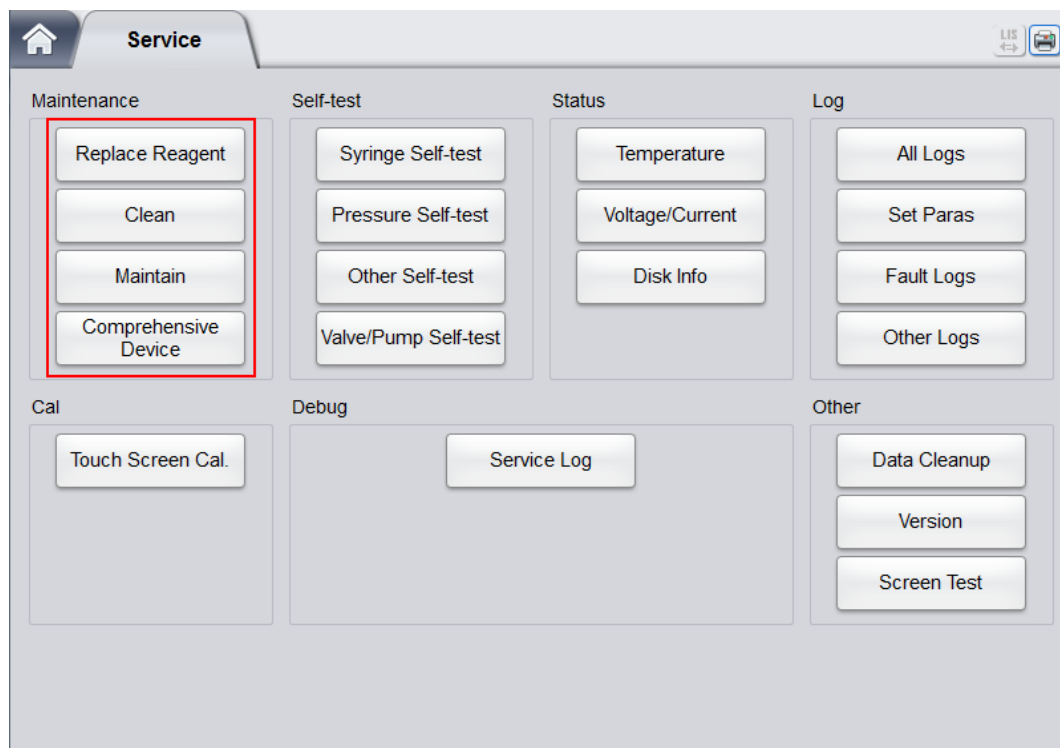 Service
LIS
Maintenance
Replace Reagent
Clean
Maintain
Comprehensive
Device
Self-test
Syringe Self-test
Pressure Self-test
Other Self-test
Valve/Pump Self-test
Status
Temperature
Voltage/Current
Disk Info
Log
All Logs
Set Paras
Fault Logs
Other Logs
Cal
Touch Screen Cal.
Debug
Service Log
Other
Data Cleanup
Version
Screen Test